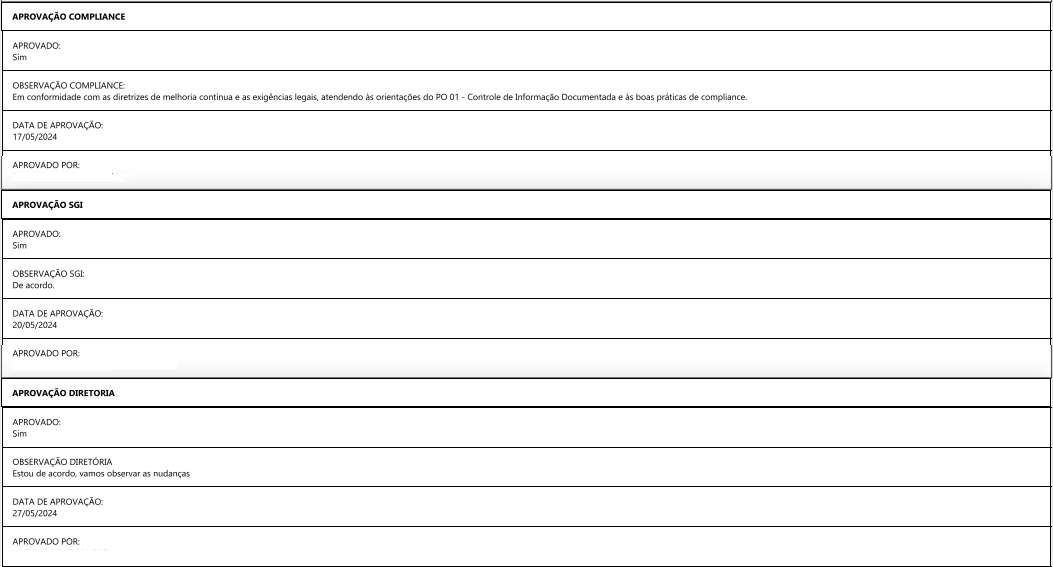 APROVAÇÃO COMPLIANCE
APROVADO:
Sim
OBSERVAÇÃO COMPLIANCE:
Em conformidade com as diretrizes de melhoria contínua e as exigências legais, atendendo às orientações do PO 01 - Controle de Informação Documentada e às boas práticas de compliance.
DATA DE APROVAÇÃO:
17/05/2024
APROVADO POR:
APROVAÇÃO SGI
APROVADO:
Sim
OBSERVAÇÃO SGI:
De acordo.
DATA DE APROVAÇÃO:
20/05/2024
APROVADO POR:
APROVAÇÃO DIRETORIA
APROVADO:
Sim
OBSERVAÇÃO DIRETÓRIA
Estou de acordo, vamos observar as nudanças
DATA DE APROVAÇÃO:
27/05/2024
APROVADO POR: